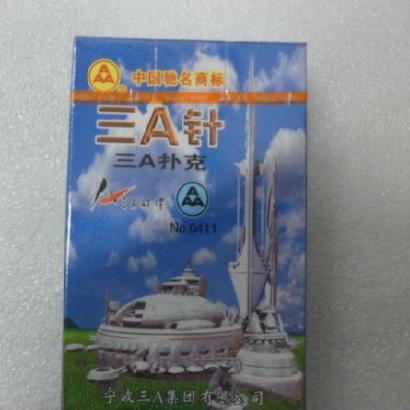 中国驰名商标
三A针
三A扑克
No.0411
宁波三A集团有限公司